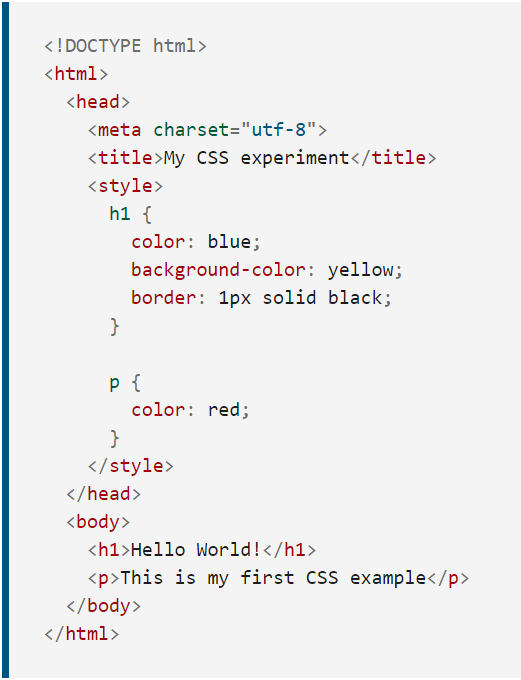 <!DOCTYPE html>
<html>
  <head>
    <meta charset="utf-8">
    <title>My CSS experiment</title>
    <style>
      h1 {
        color: blue;
        background-color: yellow;
        border: 1px solid black;
      }

      p {
        color: red;
      }
    </style>
  </head>
  <body>
    <h1>Hello World!</h1>
    <p>This is my first CSS example</p>
  </body>
</html>